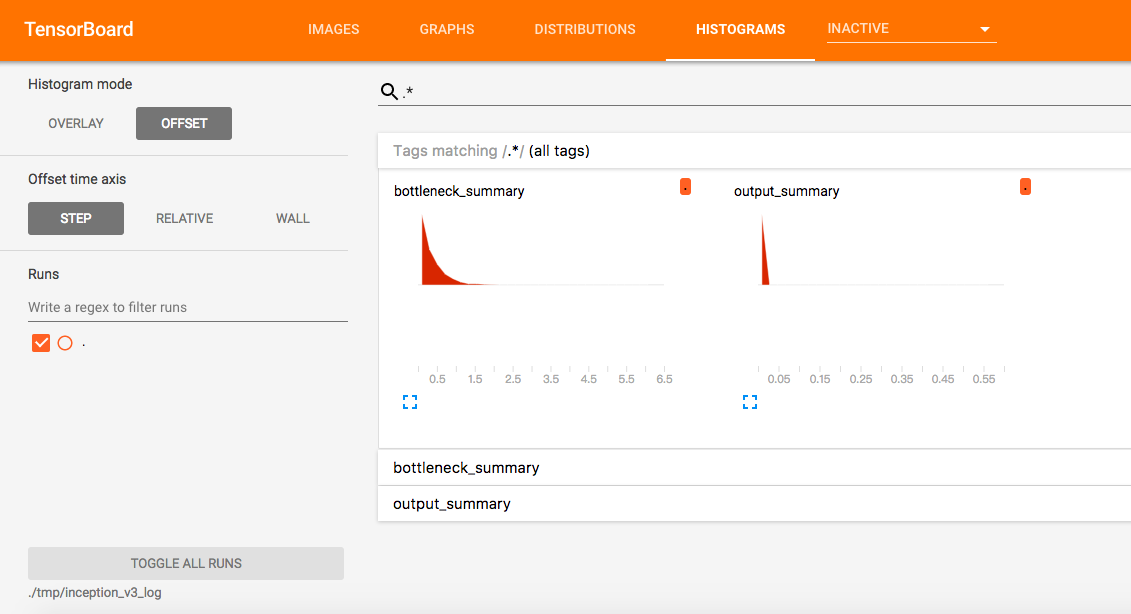 TensorBoard
IMAGES GRAPHS DISTRIBUTIONS HISTOGRAMS INACTIVE
Histogram mode
OVERLAY OFFSET
Offset time axis
STEP RELATIVE WALL
Runs
Write a regex to filter runs
.
TOGGLE ALL RUNS
./tmp/inception_v3_log
.*
Tags matching /.*/ (all tags)
bottleneck_summary .
0.5 1.5 2.5 3.5 4.5 5.5 6.5
output_summary .
0.05 0.15 0.25 0.35 0.45 0.55
bottleneck_summary
output_summary